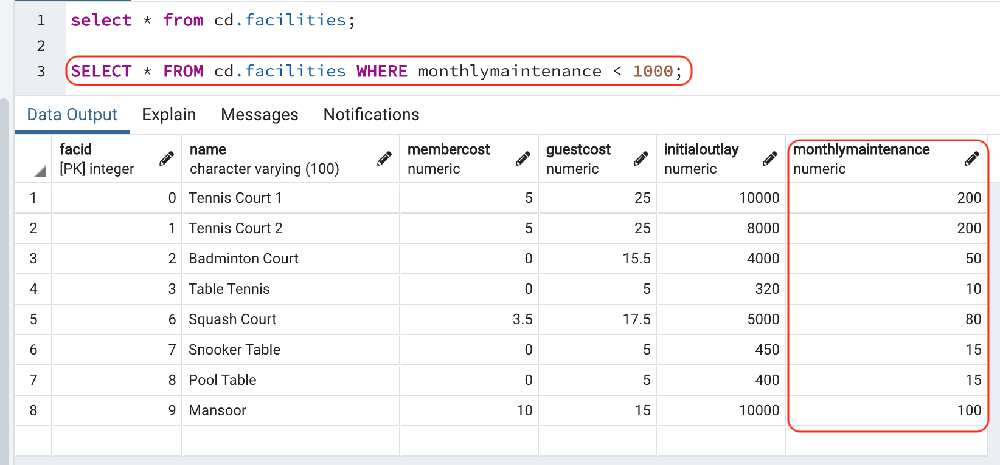 1 select * from cd.facilities;
2
3 SELECT * FROM cd.facilities WHERE monthlymaintenance < 1000;
Data Output Explain Messages Notifications
facid name membercost guestcost initialoutlay monthlymaintenance
[PK] integer character varying (100) numeric numeric numeric numeric
1 0 Tennis Court 1 5 25 10000 200
2 1 Tennis Court 2 5 25 8000 200
3 2 Badminton Court 0 15.5 4000 50
4 3 Table Tennis 0 5 320 10
5 6 Squash Court 3.5 17.5 5000 80
6 7 Snooker Table 0 5 450 15
7 8 Pool Table 0 5 400 15
8 9 Mansoor 10 15 10000 100